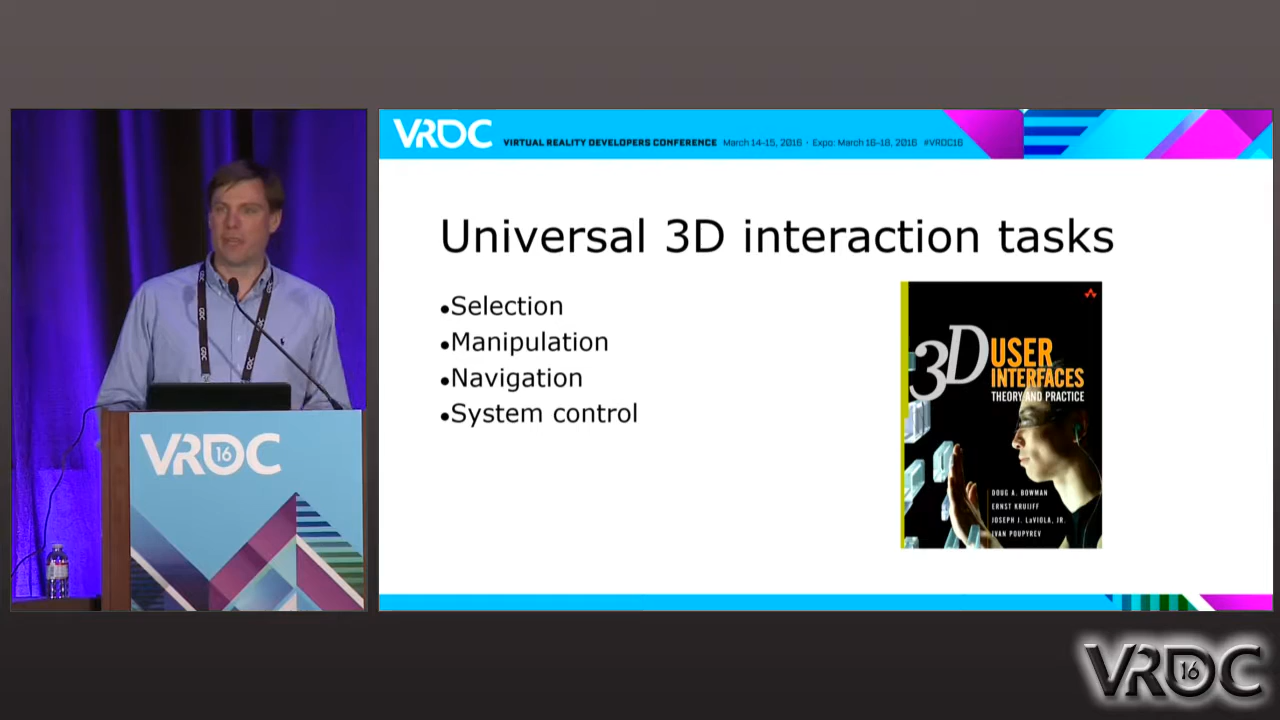 VRDC VIRTUAL REALITY DEVELOPERS CONFERENCE March 14-15, 2016 · Expo: March 16-18, 2016 #VRDC16
Universal 3D interaction tasks
●Selection
●Manipulation
●Navigation
●System control
3D USER
INTERFACES
THEORY AND PRACTICE
DOUG A. BOWMAN
ERNST KRUIJFF
JOSEPH J. LaVIOLA, JR.
IVAN POUPYREV
GDC
GDC
VRDC 16
VRDC 16